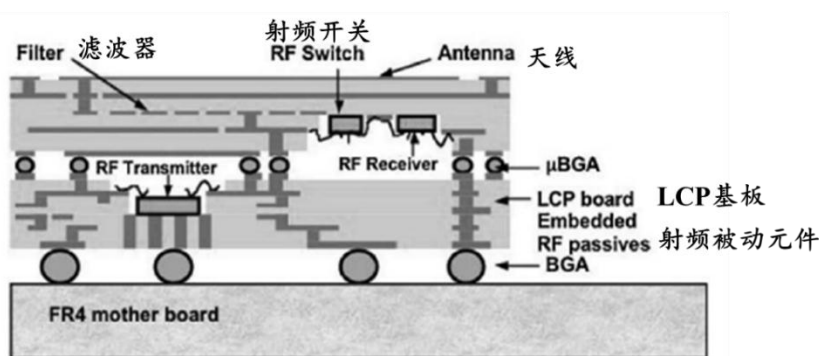 Filter 滤波器
射频开关
RF Switch
Antenna 天线
RF Transmitter
RF Receiver
μBGA
LCP board LCP基板
Embedded
RF passives 射频被动元件
BGA
FR4 mother board